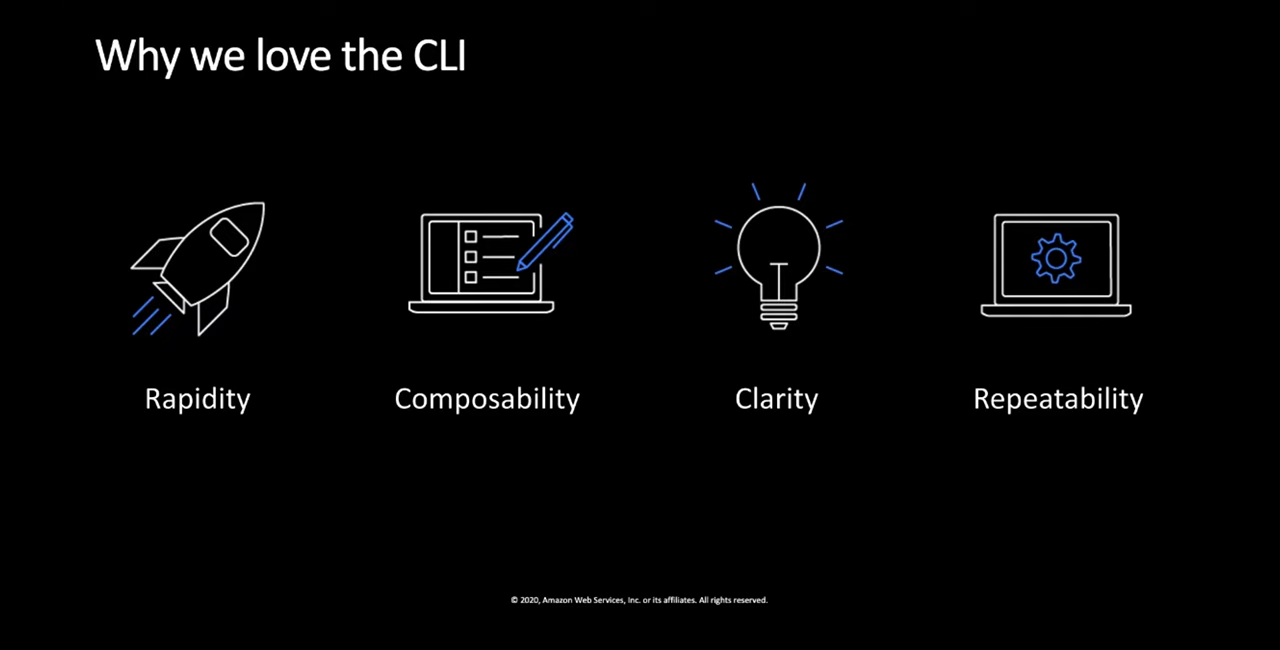 Why we love the CLI
Rapidity
Composability
Clarity
Repeatability
© 2020, Amazon Web Services, Inc. or its affiliates. All rights reserved.